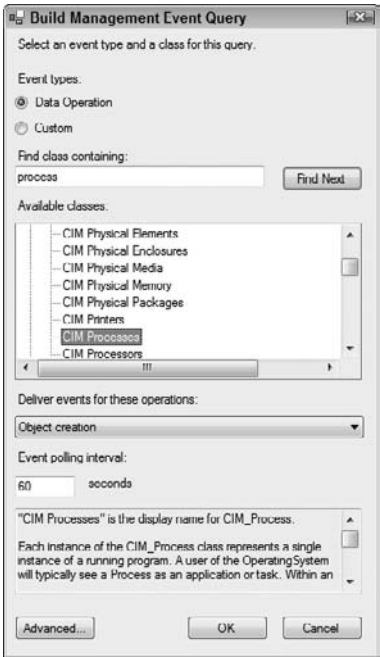 Build Management Event Query
Select an event type and a class for this query.
Event types:
Data Operation
Custom
Find class containing:
process
Find Next
Available classes:
CIM Physical Elements
CIM Physical Enclosures
CIM Physical Media
CIM Physical Memory
CIM Physical Packages
CIM Printers
CIM Processes
CIM Processors
Deliver events for these operations:
Object creation
Event polling interval:
60 seconds
"CIM Processes" is the display name for CIM_Process.
Each instance of the CIM_Process class represents a single
instance of a running program. A user of the OperatingSystem
will typically see a Process as an application or task. Within an
Advanced... OK Cancel